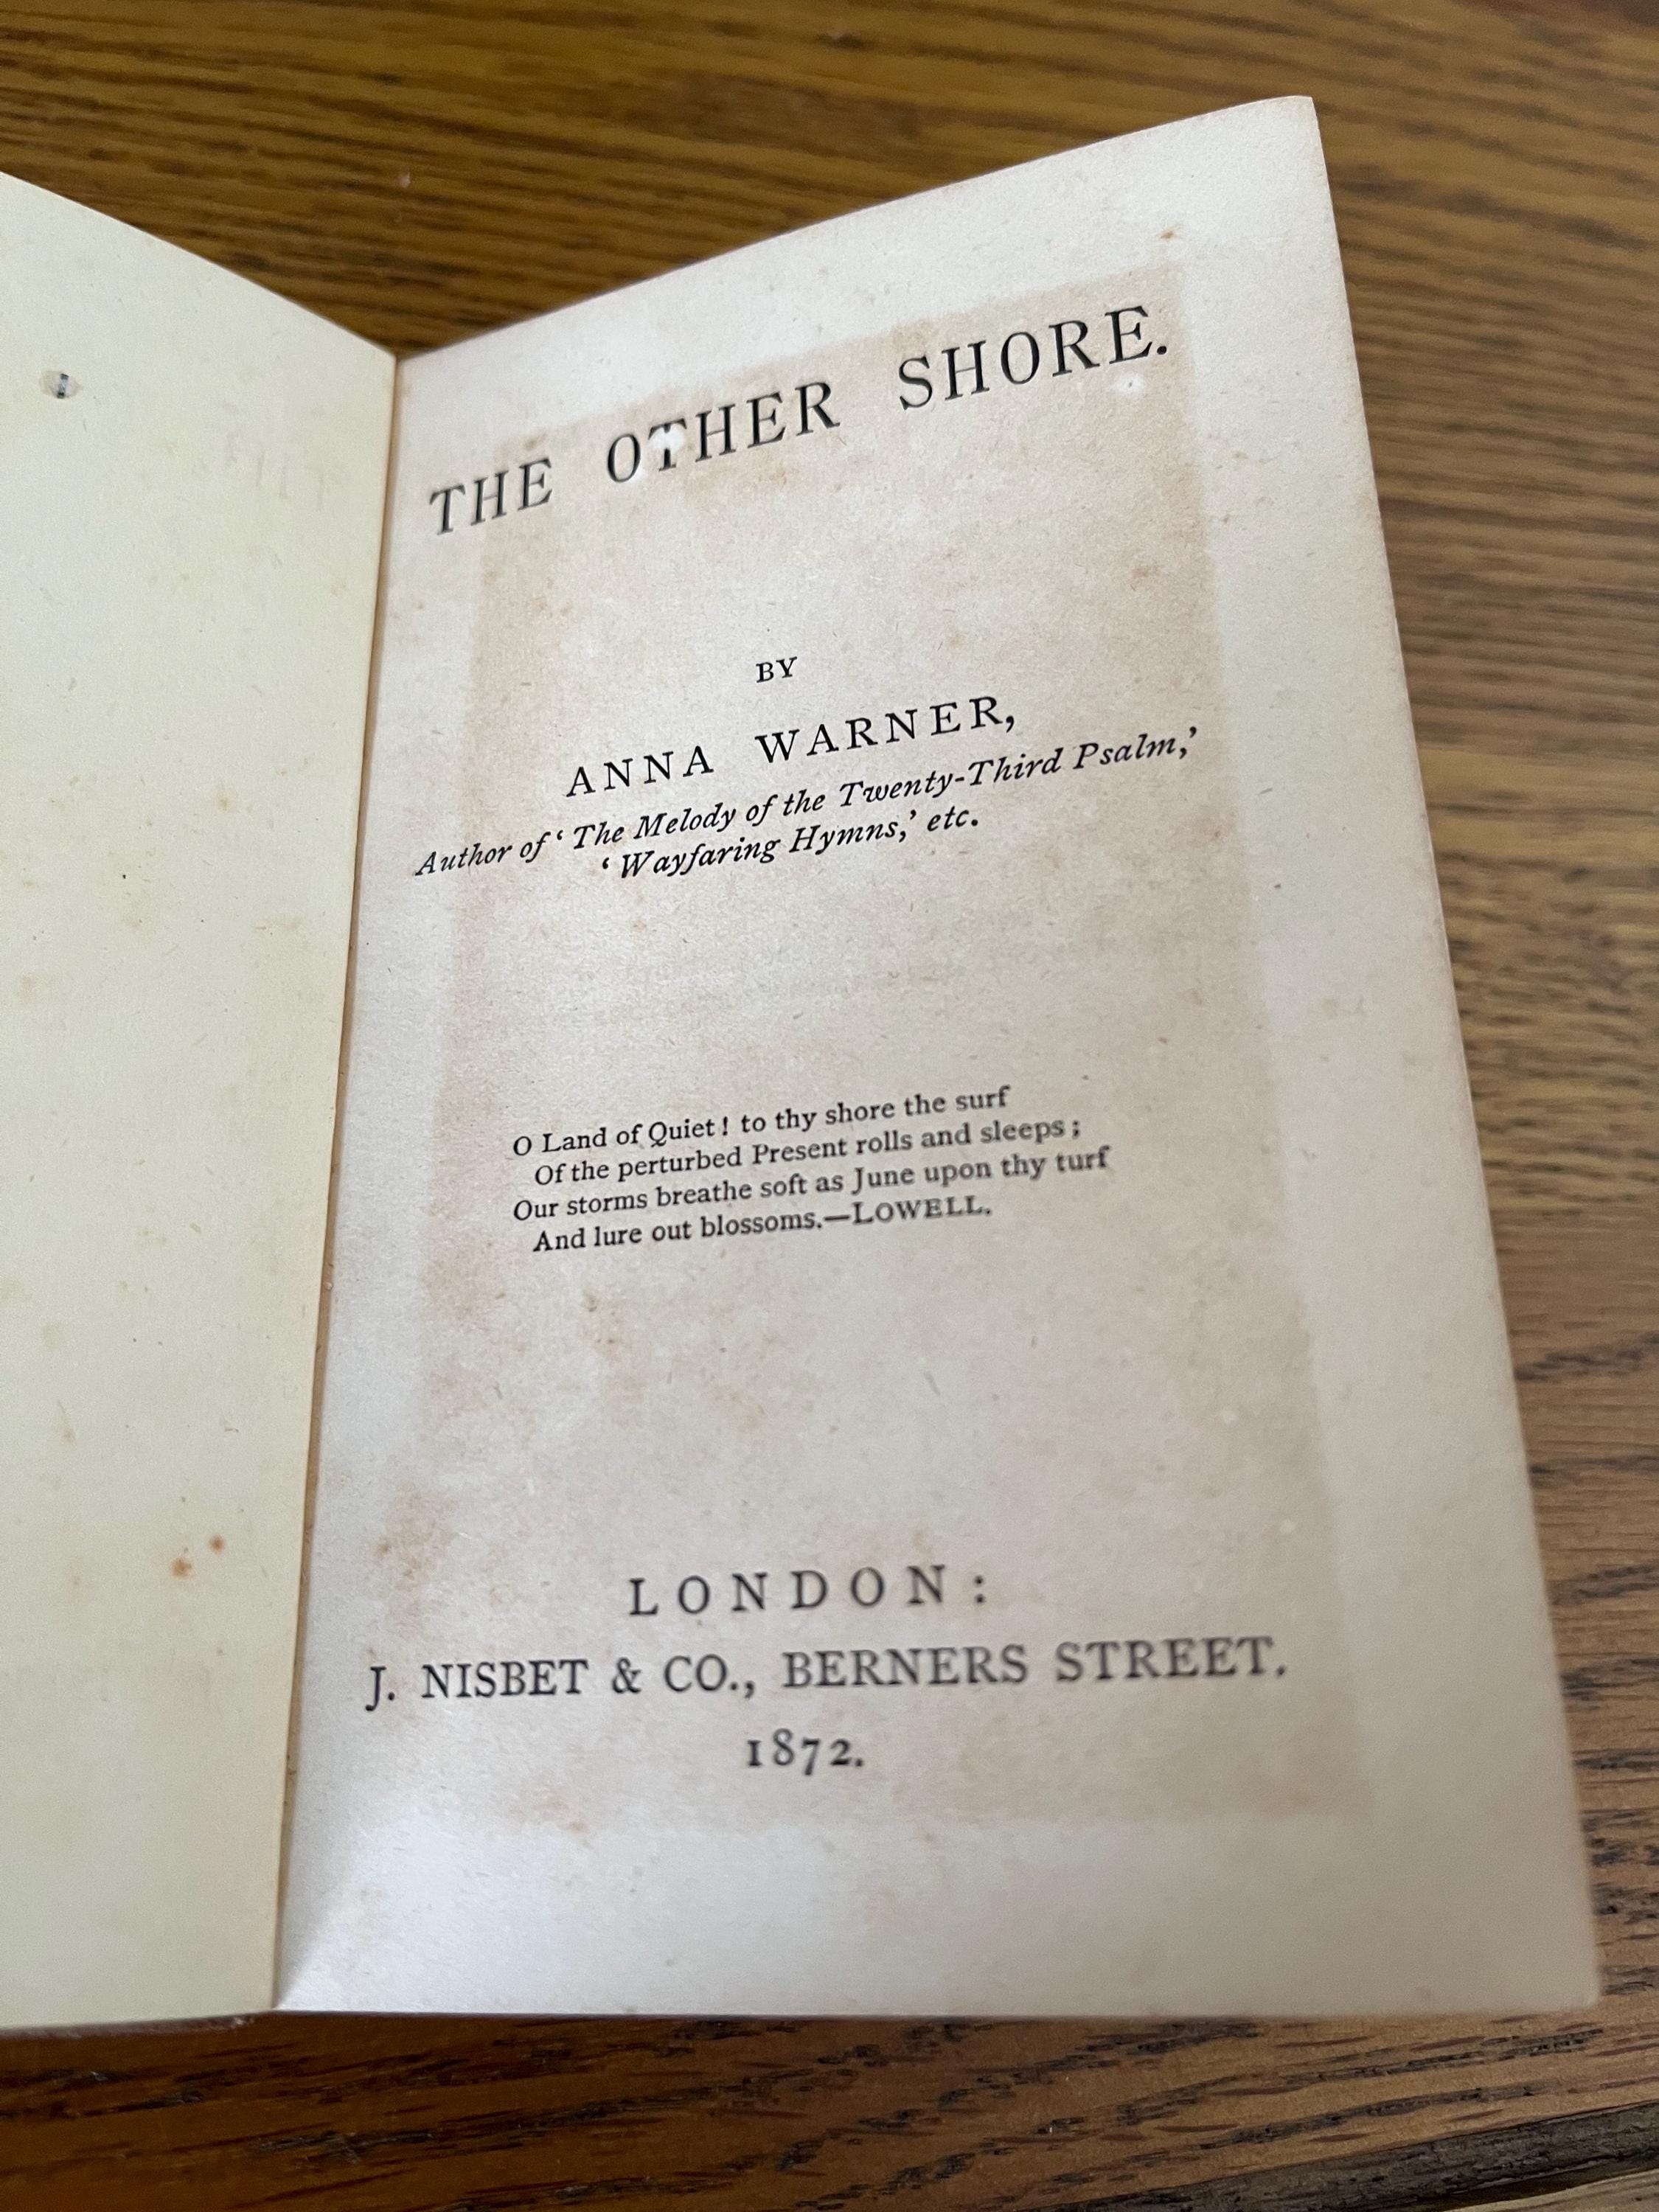 THE OTHER SHORE.
BY
ANNA WARNER,
Author of ‘The Melody of the Twenty-Third Psalm,’
‘Wayfaring Hymns,’ etc.
O Land of Quiet! to thy shore the surf
Of the perturbed Present rolls and sleeps;
Our storms breathe soft as June upon thy turf
And lure out blossoms.—LOWELL.
LONDON:
J. NISBET & CO., BERNERS STREET.
1872.